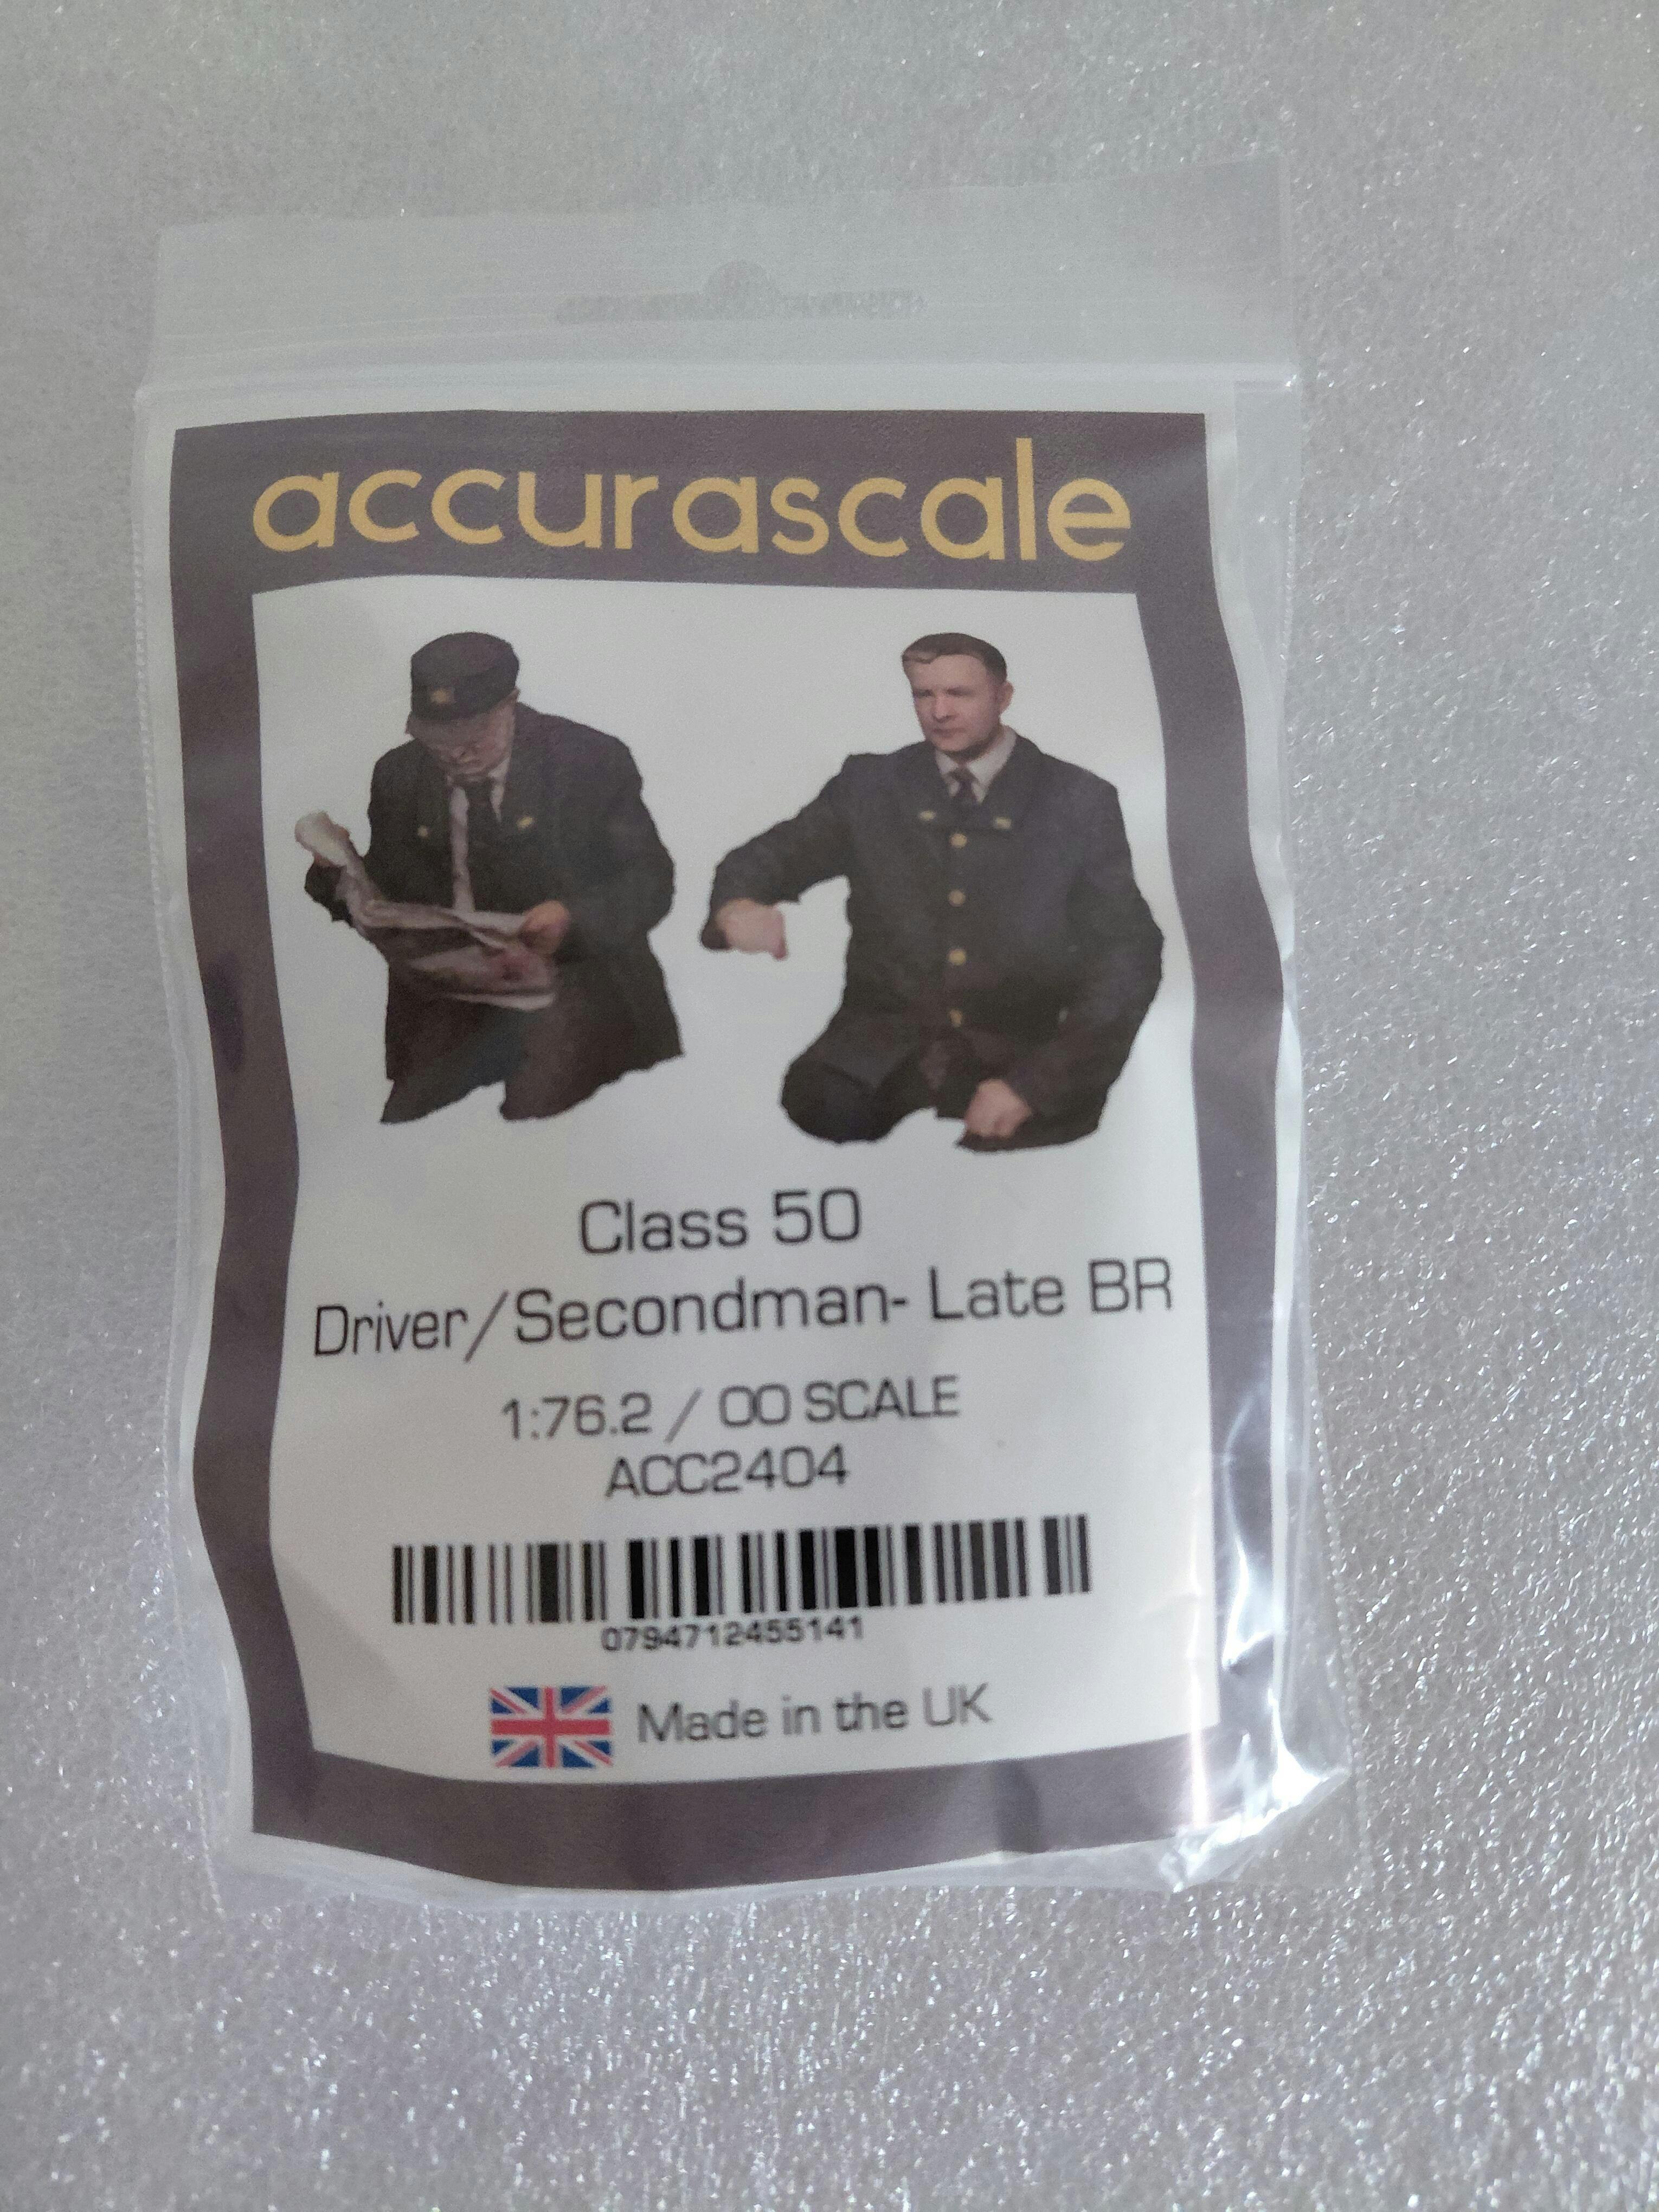 accurascale
Class 50
Driver/Secondman- Late BR
1:76.2 / OO SCALE
ACC2404
0794712455141
Made in the UK